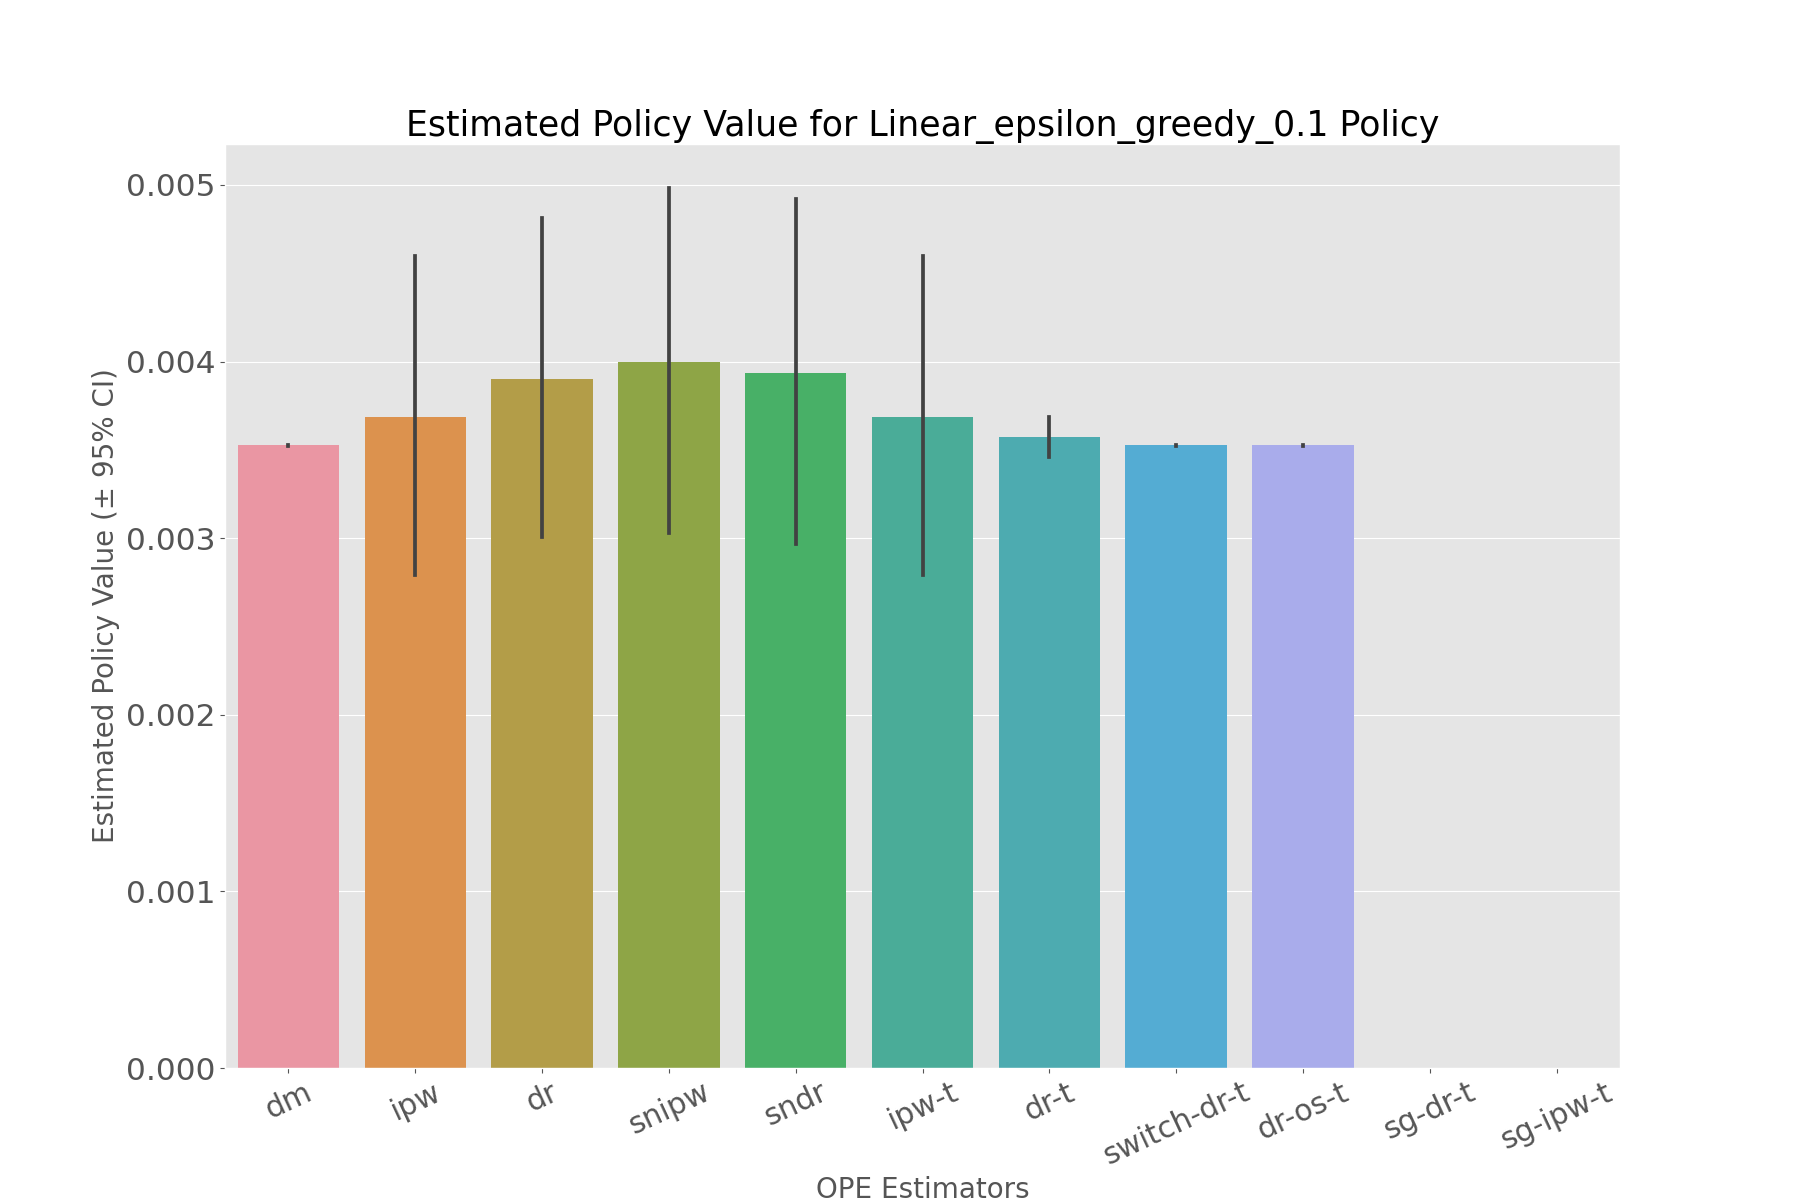 Estimated Policy Value for Linear_epsilon_greedy_0.1 Policy
Estimated Policy Value (± 95% CI)
0.005
0.004
0.003
0.002
0.001
0.000
dm
ipw
dr
snipw
sndr
ipw-t
dr-t
switch-dr-t
dr-os-t
sg-dr-t
sg-ipw-t
OPE Estimators